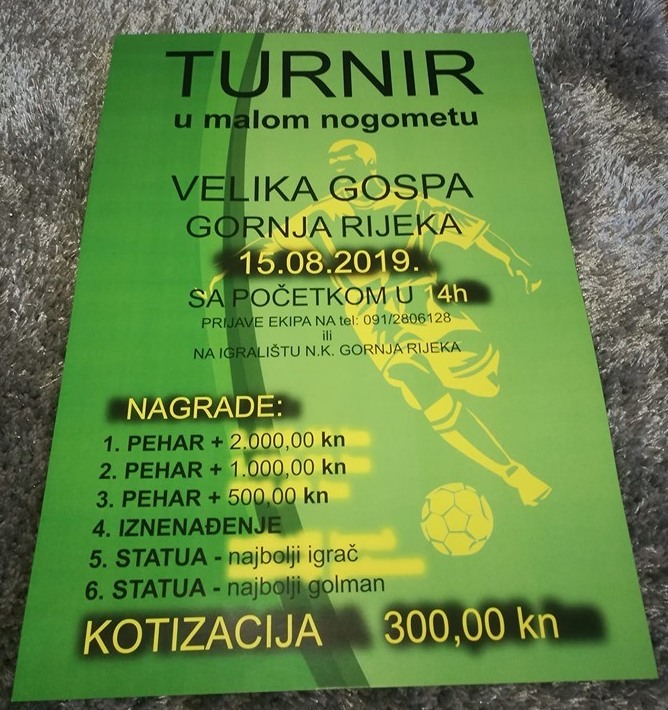 TURNIR
u malom nogometu
VELIKA GOSPA
GORNJA RIJEKA
15.08.2019.
SA POČETKOM U 14h
PRIJAVE EKIPA NA tel: 091/2806128
ili
NA IGRALIŠTU N.K. GORNJA RIJEKA
NAGRADE:
1. PEHAR + 2.000,00 kn
2. PEHAR + 1.000,00 kn
3. PEHAR + 500,00 kn
4. IZNENAĐENJE
5. STATUA - najbolji igrač
6. STATUA - najbolji golman
KOTIZACIJA 300,00 kn